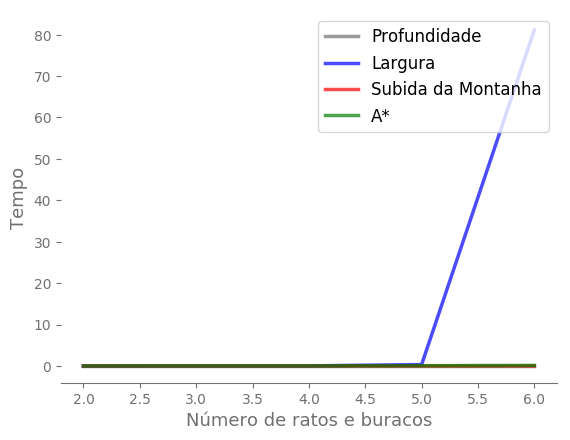 80
70
60
50
40
30
20
10
0
Tempo
Profundidade
Largura
Subida da Montanha
A*
2.0 2.5 3.0 3.5 4.0 4.5 5.0 5.5 6.0
Número de ratos e buracos